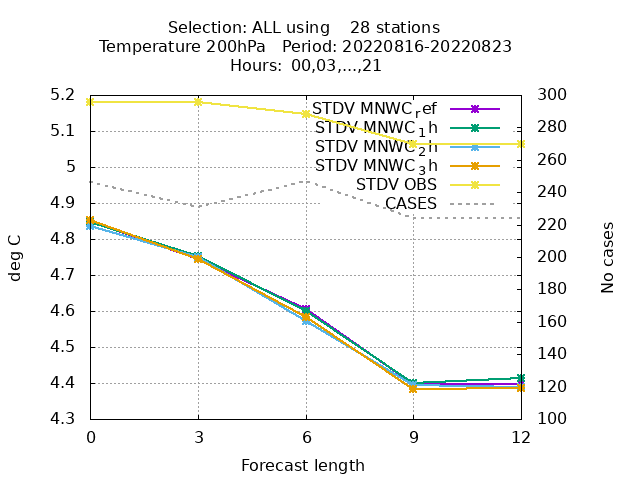 Selection: ALL using 28 stations
Temperature 200hPa Period: 20220816-20220823
Hours: 00,03,...,21
5.2
5.1
5
4.9
4.8
4.7
4.6
4.5
4.4
4.3
deg C
STDV MNWC_ref
STDV MNWC_1h
STDV MNWC_2h
STDV MNWC_3h
STDV OBS
CASES
300
280
260
240
220
200
180
160
140
120
100
No cases
0 3 6 9 12
Forecast length